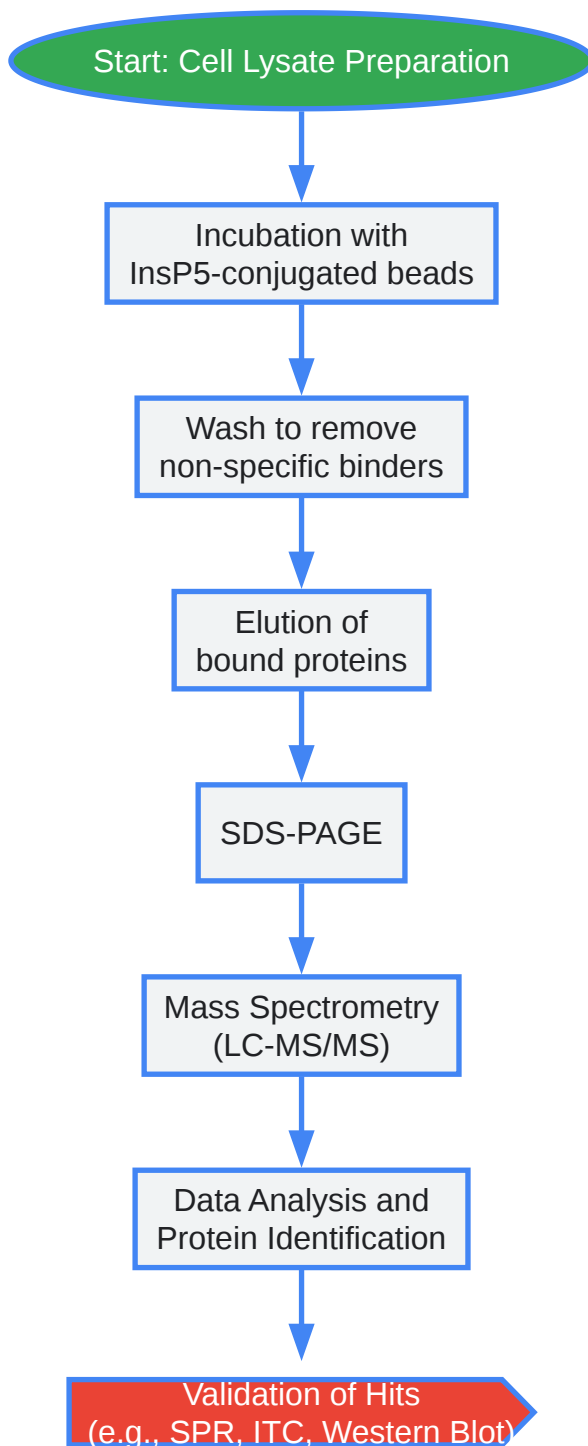 Start: Cell Lysate Preparation
Incubation with
InsP5-conjugated beads
Wash to remove
non-specific binders
Elution of
bound proteins
SDS-PAGE
Mass Spectrometry
(LC-MS/MS)
Data Analysis and
Protein Identification
Validation of Hits
(e.g., SPR, ITC, Western Blot)